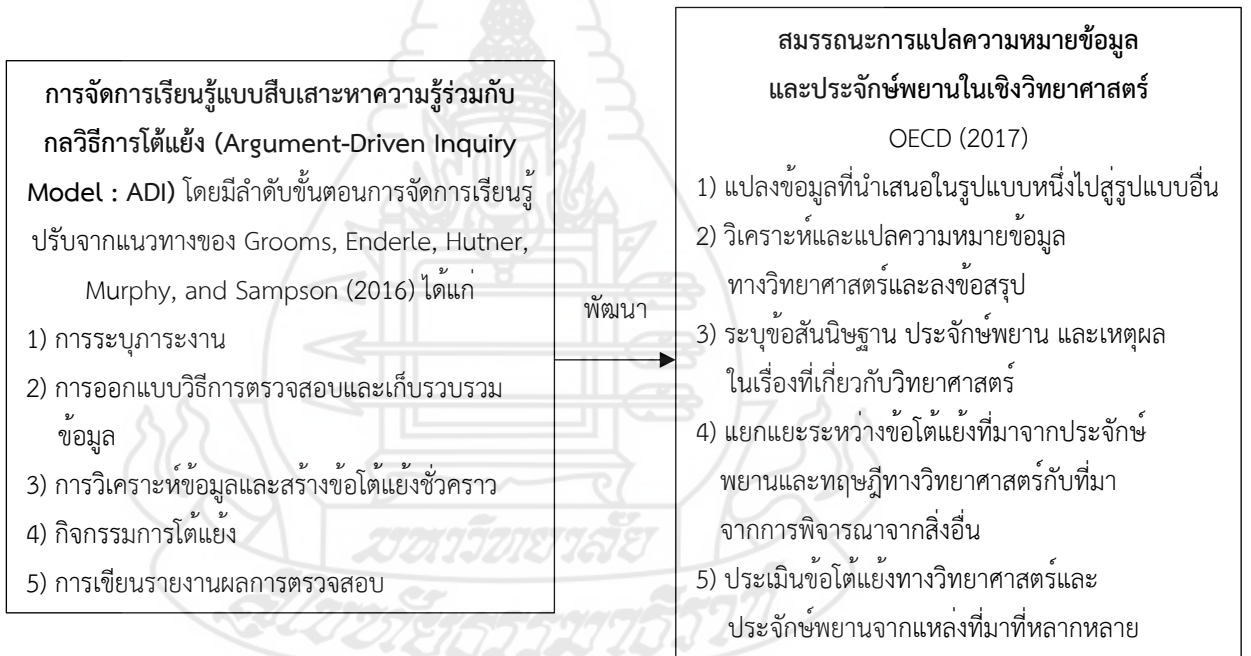 การจัดการเรียนรู้แบบสืบเสาะหาความรู้ร่วมกับ
กลวิธีการโต้แย้ง (Argument-Driven Inquiry
Model : ADI) โดยมีลำดับขั้นตอนการจัดการเรียนรู้
ปรับจากแนวทางของ Grooms, Enderle, Hutner,
Murphy, and Sampson (2016) ได้แก่
1) การระบุภาระงาน
2) การออกแบบวิธีการตรวจสอบและเก็บรวบรวม
ข้อมูล
3) การวิเคราะห์ข้อมูลและสร้างข้อโต้แย้งชั่วคราว
4) กิจกรรมการโต้แย้ง
5) การเขียนรายงานผลการตรวจสอบ
พัฒนา
สมรรถนะการแปลความหมายข้อมูล
และประจักษ์พยานในเชิงวิทยาศาสตร์
OECD (2017)
1) แปลงข้อมูลที่นำเสนอในรูปแบบหนึ่งไปสู่รูปแบบอื่น
2) วิเคราะห์และแปลความหมายข้อมูล
ทางวิทยาศาสตร์และลงข้อสรุป
3) ระบุข้อสันนิษฐาน ประจักษ์พยาน และเหตุผล
ในเรื่องที่เกี่ยวกับวิทยาศาสตร์
4) แยกแยะระหว่างข้อโต้แย้งที่มาจากประจักษ์
พยานและทฤษฎีทางวิทยาศาสตร์กับที่มา
จากการพิจารณาจากสิ่งอื่น
5) ประเมินข้อโต้แย้งทางวิทยาศาสตร์และ
ประจักษ์พยานจากแหล่งที่มาที่หลากหลาย
มหาวิทยาลัย
สุโขทัยธรรมาธิราช